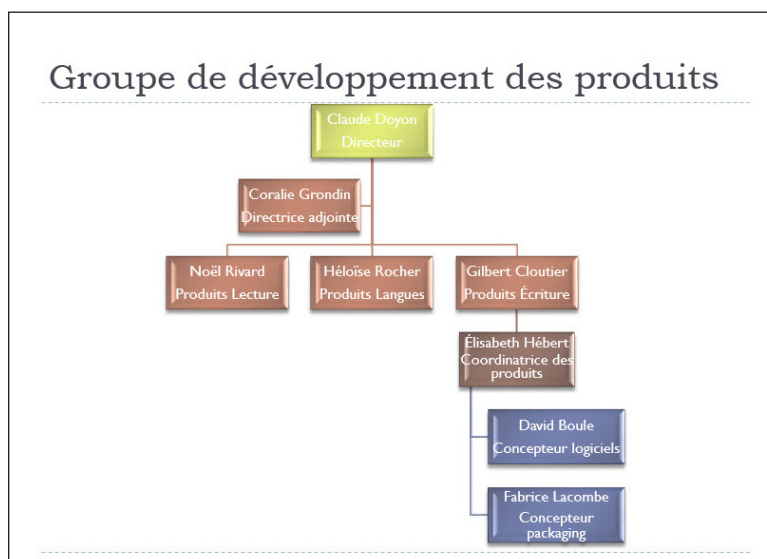 Groupe de développement des produits
Claude Doyon
Directeur
Coralie Grondin
Directrice adjointe
Noël Rivard
Produits Lecture
Héloïse Rocher
Produits Langues
Gilbert Cloutier
Produits Écriture
Élisabeth Hébert
Coordinatrice des
produits
David Boule
Concepteur logiciels
Fabrice Lacombe
Concepteur
packaging